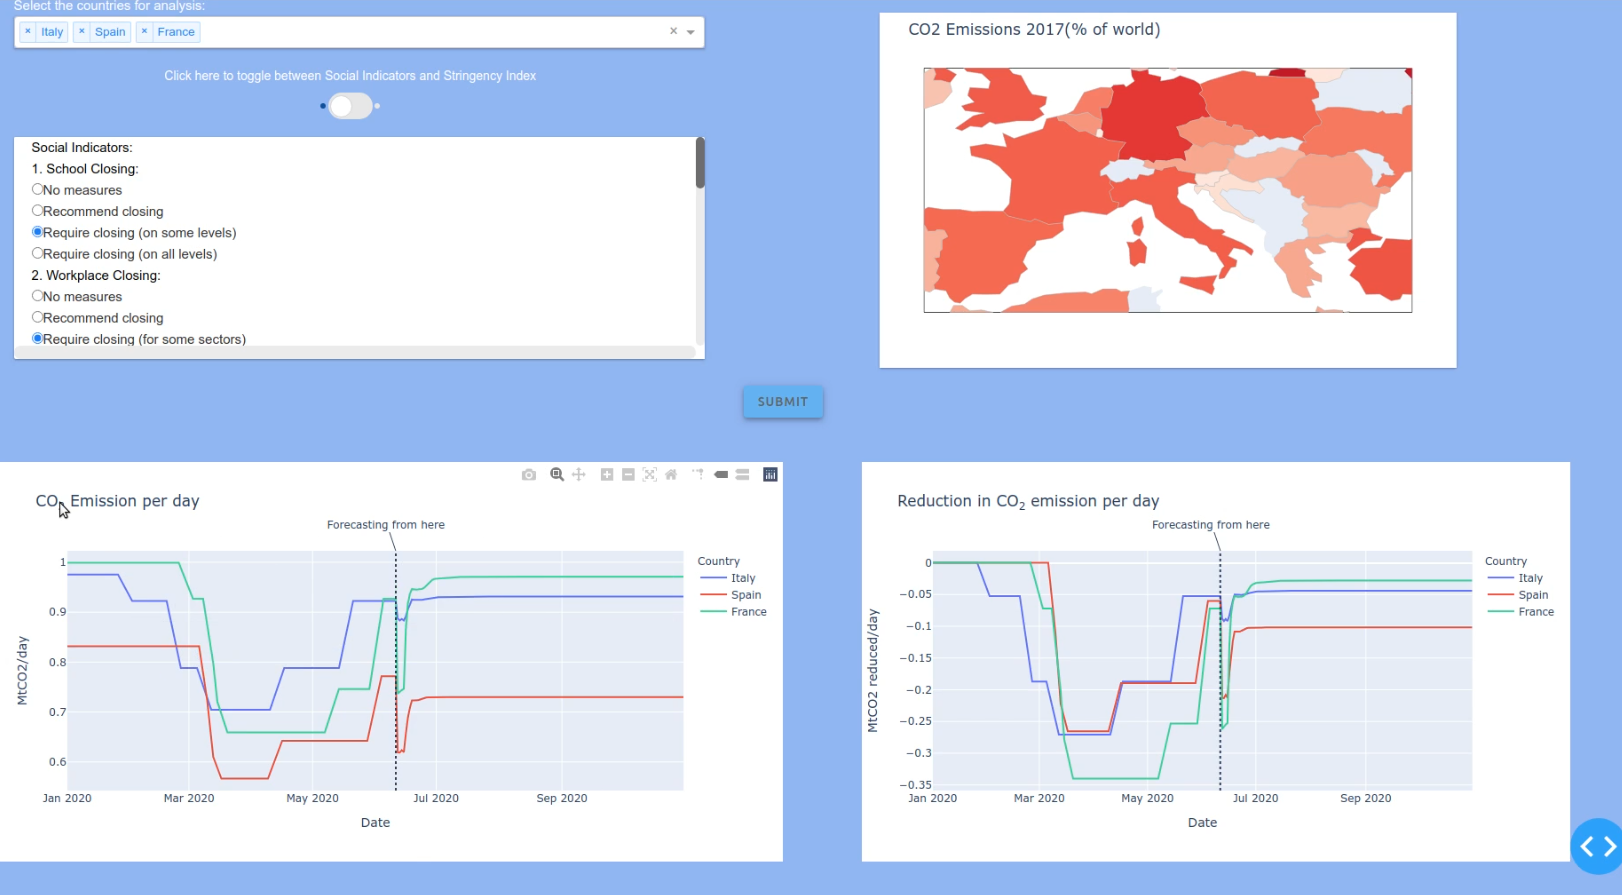 Select the countries for analysis:
× Italy × Spain × France ×
Click here to toggle between Social Indicators and Stringency Index
Social Indicators:
1. School Closing:
No measures
Recommend closing
Require closing (on some levels)
Require closing (on all levels)
2. Workplace Closing:
No measures
Recommend closing
Require closing (for some sectors)
CO2 Emissions 2017(% of world)
SUBMIT
CO₂ Emission per day
Forecasting from here
Country
Italy
Spain
France
MtCO2/day
1
0.9
0.8
0.7
0.6
Jan 2020 Mar 2020 May 2020 Jul 2020 Sep 2020
Date
Reduction in CO₂ emission per day
Forecasting from here
Country
Italy
Spain
France
MtCO2 reduced/day
0
−0.05
−0.1
−0.15
−0.2
−0.25
−0.3
−0.35
Jan 2020 Mar 2020 May 2020 Jul 2020 Sep 2020
Date